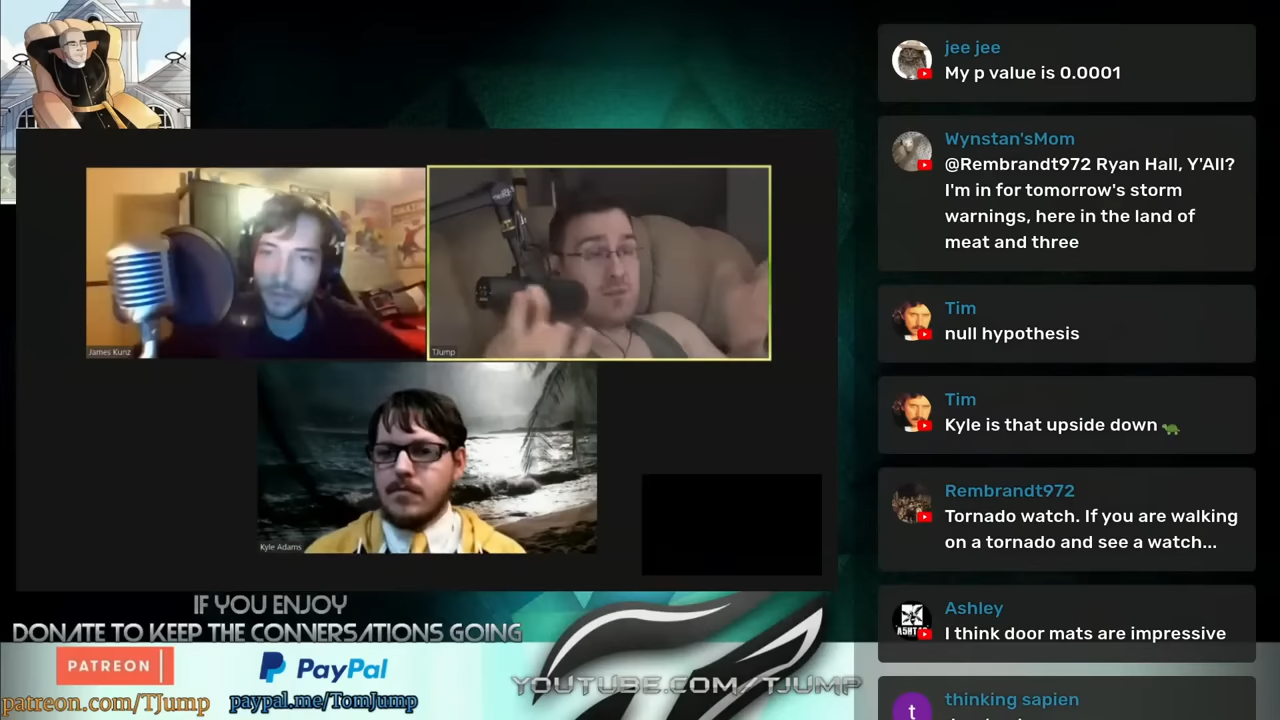 James Kunz
TJump
Kyle Adams
IF YOU ENJOY
DONATE TO KEEP THE CONVERSATIONS GOING
PATREON
PayPal
patreon.com/TJump
paypal.me/TomJump
YOUTUBE.COM/TJUMP
jee jee
My p value is 0.0001
Wynstan'sMom
@Rembrandt972 Ryan Hall, Y'All?
I'm in for tomorrow's storm
warnings, here in the land of
meat and three
Tim
null hypothesis
Tim
Kyle is that upside down
Rembrandt972
Tornado watch. If you are walking
on a tornado and see a watch...
Ashley
I think door mats are impressive
t
thinking sapien